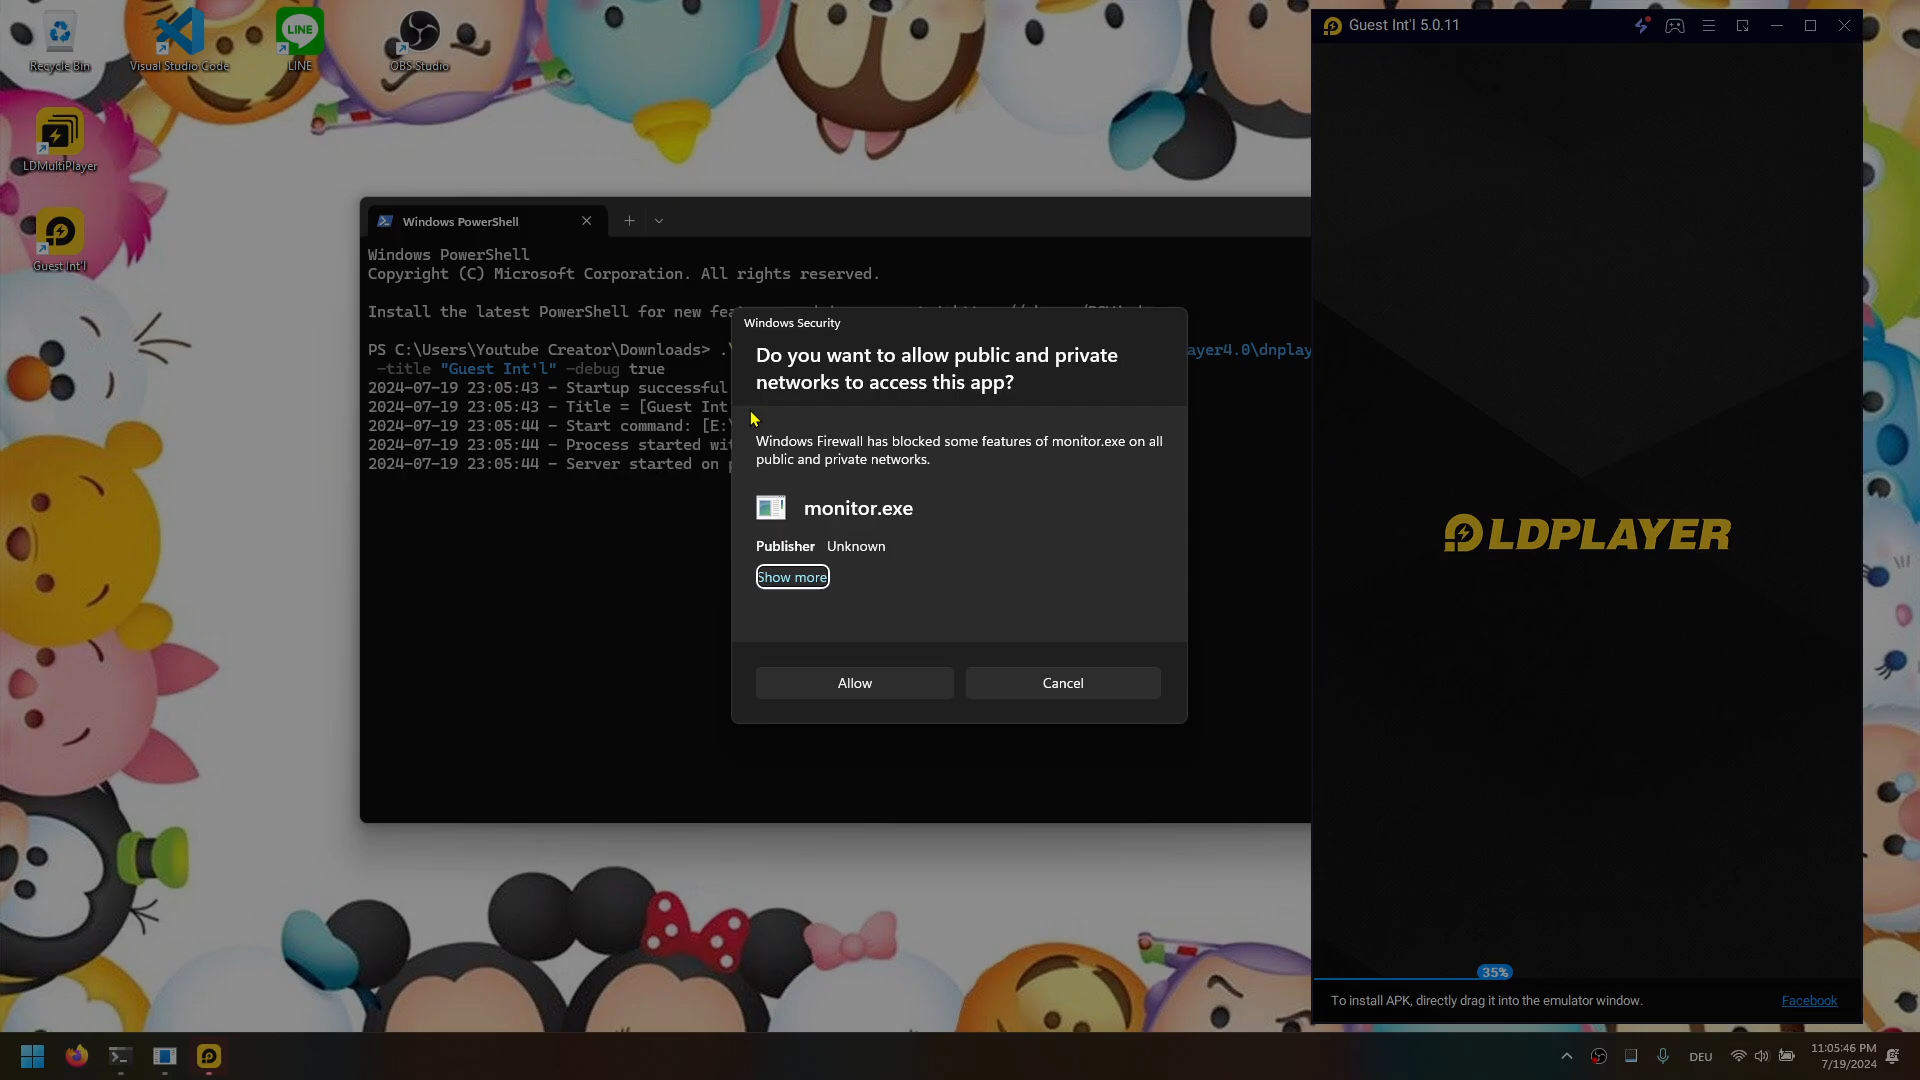 Recycle Bin
Visual Studio Code
LINE
LINE
OBS Studio
LDMultiPlayer
Guest Int'l
Windows PowerShell
Windows PowerShell
Copyright (C) Microsoft Corporation. All rights reserved.
Install the latest PowerShell for new
PS C:\Users\Youtube Creator\Downloads> .\
ayer4.0\dnplay
-title "Guest Int'l" -debug true
2024-07-19 23:05:43 - Startup successful
2024-07-19 23:05:43 - Title = [Guest Int
2024-07-19 23:05:44 - Start command: [E:\
2024-07-19 23:05:44 - Process started wit
2024-07-19 23:05:44 - Server started on
Windows Security
Do you want to allow public and private
networks to access this app?
Windows Firewall has blocked some features of monitor.exe on all
public and private networks.
monitor.exe
Publisher Unknown
Show more
Allow
Cancel
Guest Int'l 5.0.11
LDPLAYER
35%
To install APK, directly drag it into the emulator window.
Facebook
DEU
11:05:46 PM
7/19/2024